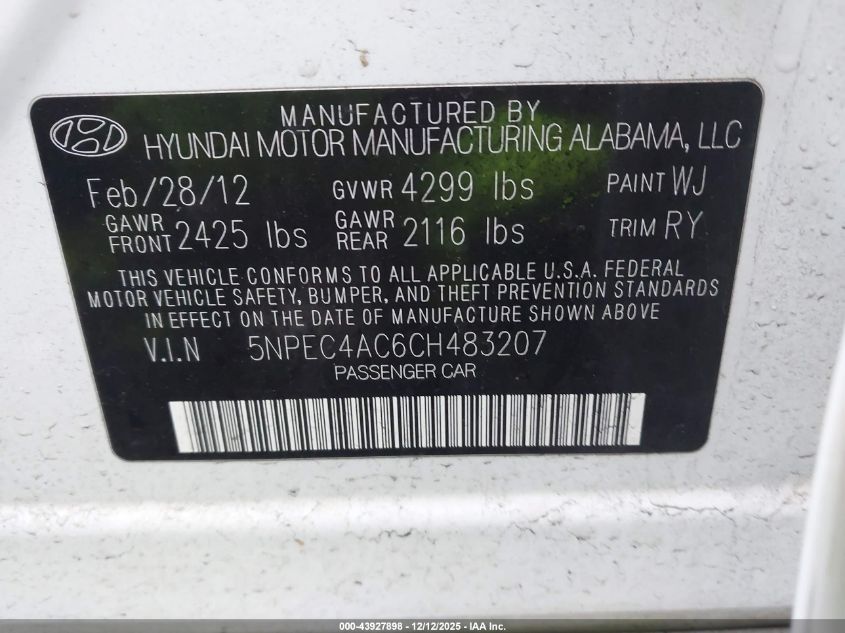 MANUFACTURED BY
HYUNDAI MOTOR MANUFACTURING ALABAMA, LLC
Feb/28/12 GVWR 4299 lbs PAINT WJ
GAWR FRONT 2425 lbs GAWR REAR 2116 lbs TRIM RY
THIS VEHICLE CONFORMS TO ALL APPLICABLE U.S.A. FEDERAL
MOTOR VEHICLE SAFETY, BUMPER, AND THEFT PREVENTION STANDARDS
IN EFFECT ON THE DATE OF MANUFACTURE SHOWN ABOVE
V.I.N 5NPEC4AC6CH483207
PASSENGER CAR
000-43927898 - 12/12/2025 - IAA Inc.